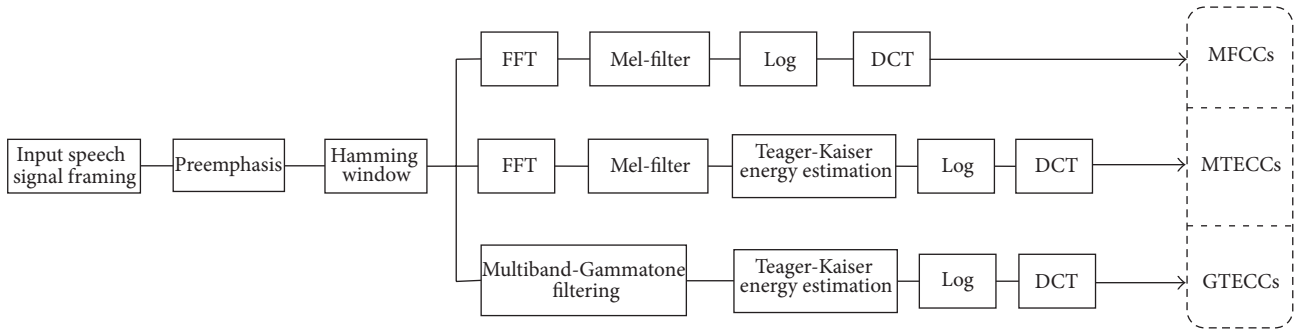 FFT
Mel-filter
Log
DCT
MFCCs
Input speech
signal framing
Preemphasis
Hamming
window
FFT
Mel-filter
Teager-Kaiser
energy estimation
Log
DCT
MTECCs
Multiband-Gammatone
filtering
Teager-Kaiser
energy estimation
Log
DCT
GTECCs